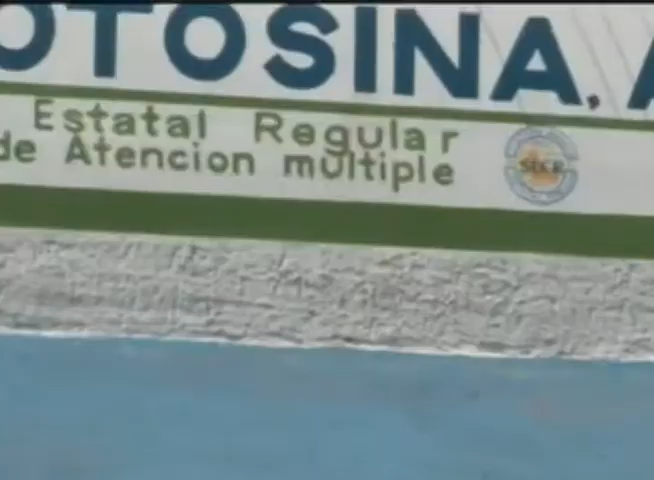 OTOSINA, A
Estatal Regular
de Atencion multiple